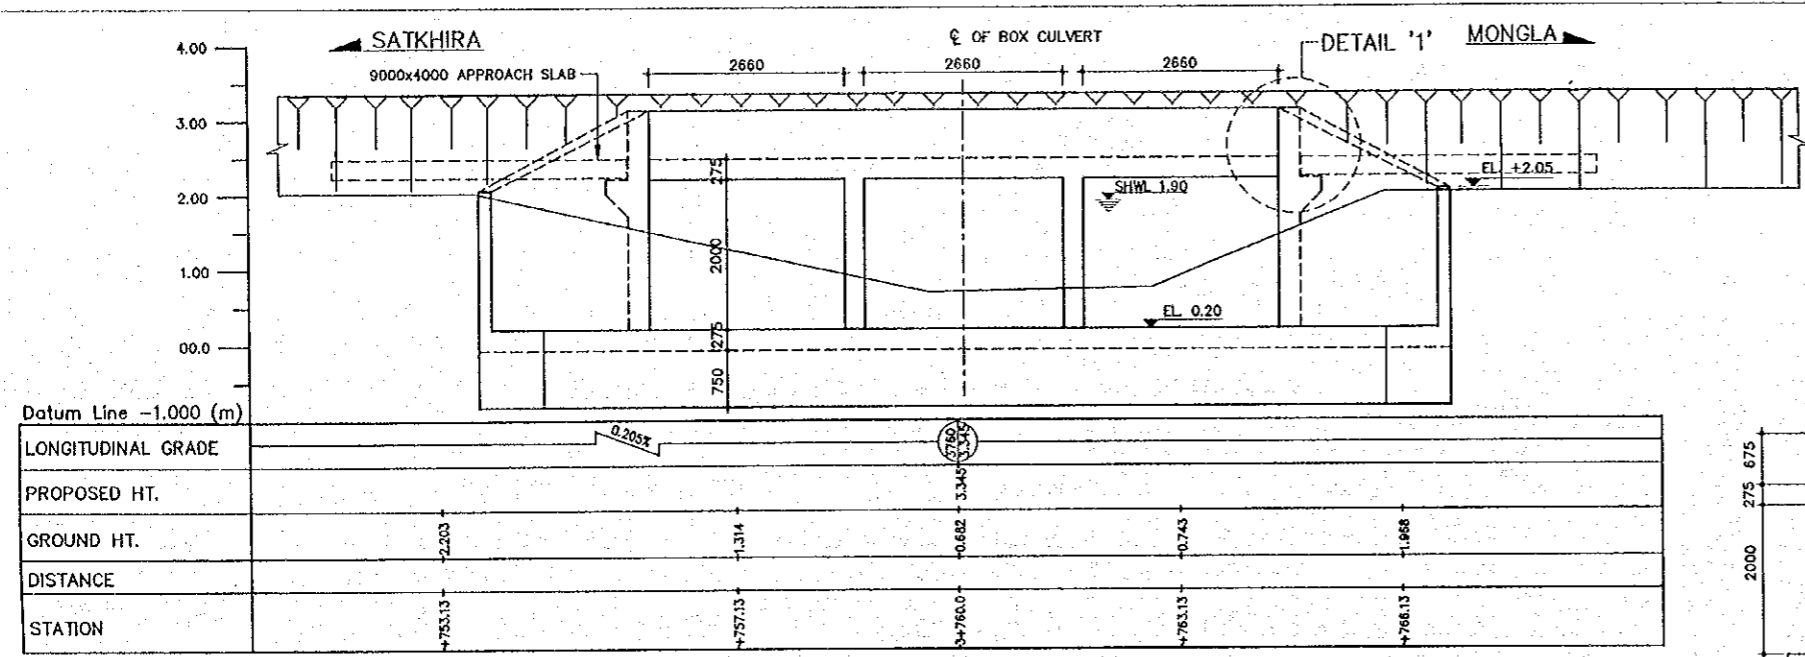 SATKHIRA
℄ OF BOX CULVERT
DETAIL '1'
MONGLA
4.00
9000x4000 APPROACH SLAB
2660
2660
2660
3.00
275
EL. +2.05
SHWL 1.90
2.00
2000
1.00
EL 0.20
275
00.0
750
Datum Line -1.000 (m)
LONGITUDINAL GRADE
0.205%
3760
3.345
PROPOSED HT.
3.345
GROUND HT.
2.203
1.314
0.682
0.743
1.968
DISTANCE
STATION
+753.13
+757.13
3+760.0
+763.13
+766.13
675
275
2000